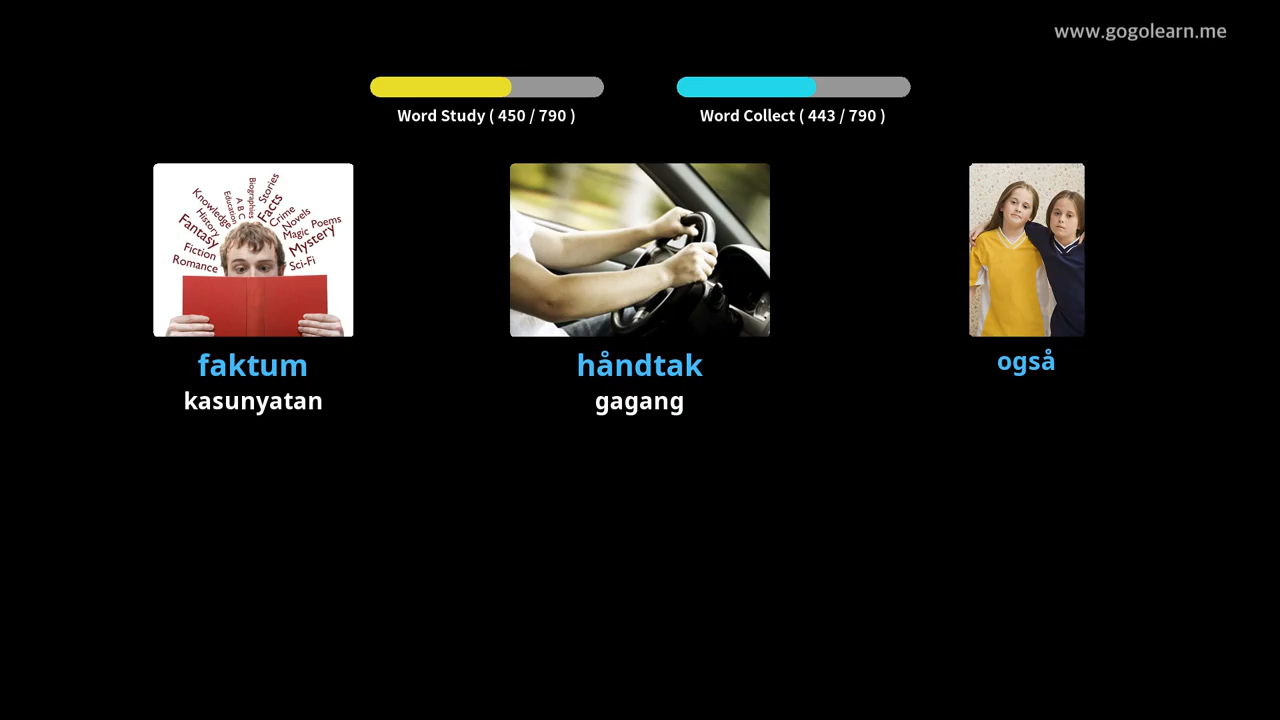 www.gogolearn.me
Word Study ( 450 / 790 )
Word Collect ( 443 / 790 )
Knowledge
History
Fantasy
Fiction
Romance
Education
A B C
Biographies
Stories
Facts
Crime
Novels
Magic
Poems
Mystery
Sci-Fi
faktum
kasunyatan
håndtak
gagang
også